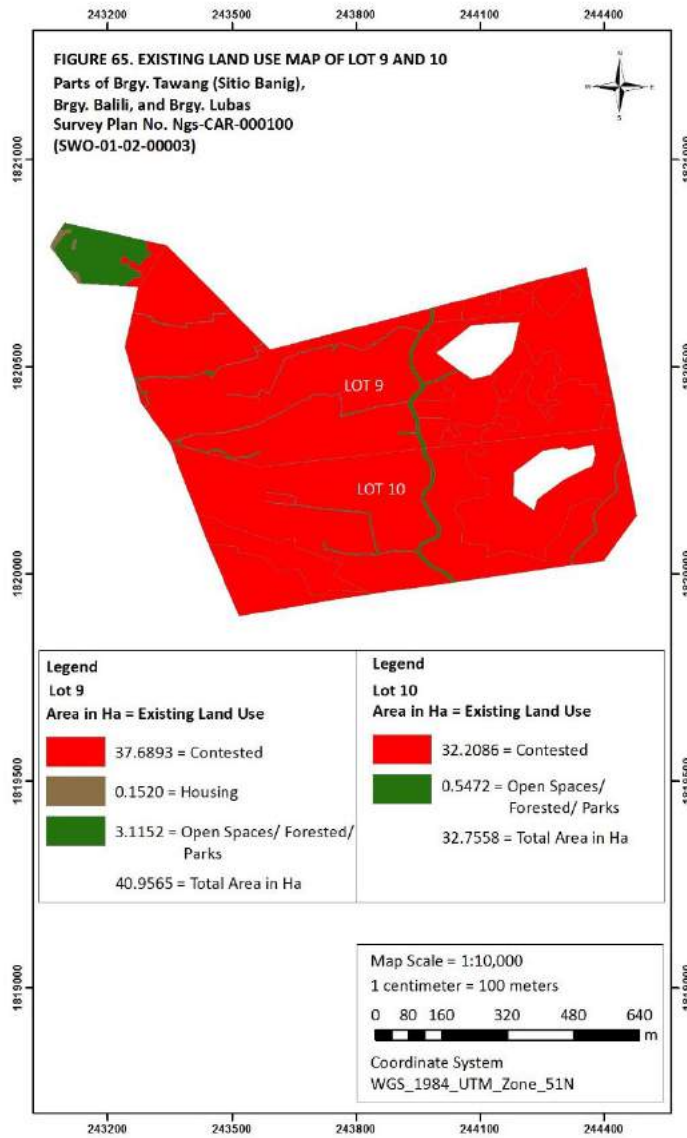 243200 243500 243800 244100 244400
FIGURE 65. EXISTING LAND USE MAP OF LOT 9 AND 10
Parts of Brgy. Tawang (Sitio Banig),
Brgy. Balili, and Brgy. Lubas
Survey Plan No. Ngs-CAR-000100
(SWO-01-02-00003)
N
W E
S
1821000 1821000
1820500 1820500
LOT 9
LOT 10
1820000 1820000
Legend
Lot 9
Area in Ha = Existing Land Use
37.6893 = Contested
0.1520 = Housing
3.1152 = Open Spaces/ Forested/
Parks
40.9565 = Total Area in Ha
Legend
Lot 10
Area in Ha = Existing Land Use
32.2086 = Contested
0.5472 = Open Spaces/
Forested/ Parks
32.7558 = Total Area in Ha
1819500 1819500
Map Scale = 1:10,000
1 centimeter = 100 meters
0 80 160 320 480 640
m
Coordinate System
WGS_1984_UTM_Zone_51N
1819000 1819000
243200 243500 243800 244100 244400